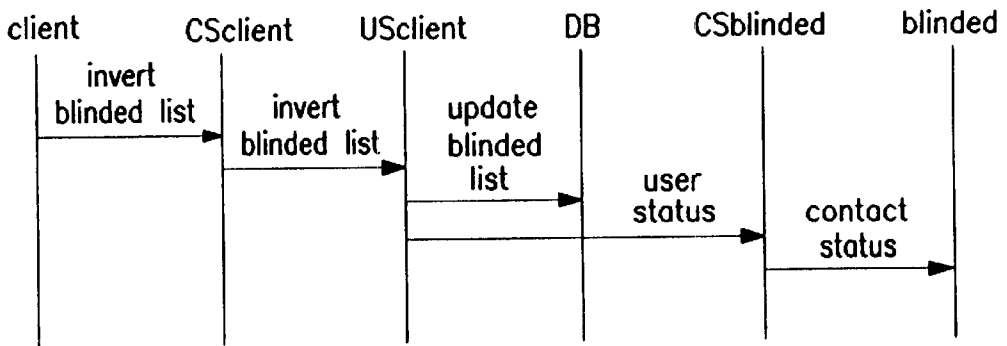 client CSclient USclient DB CSblinded blinded
invert
blinded list
invert
blinded list
update
blinded
list
user
status
contact
status